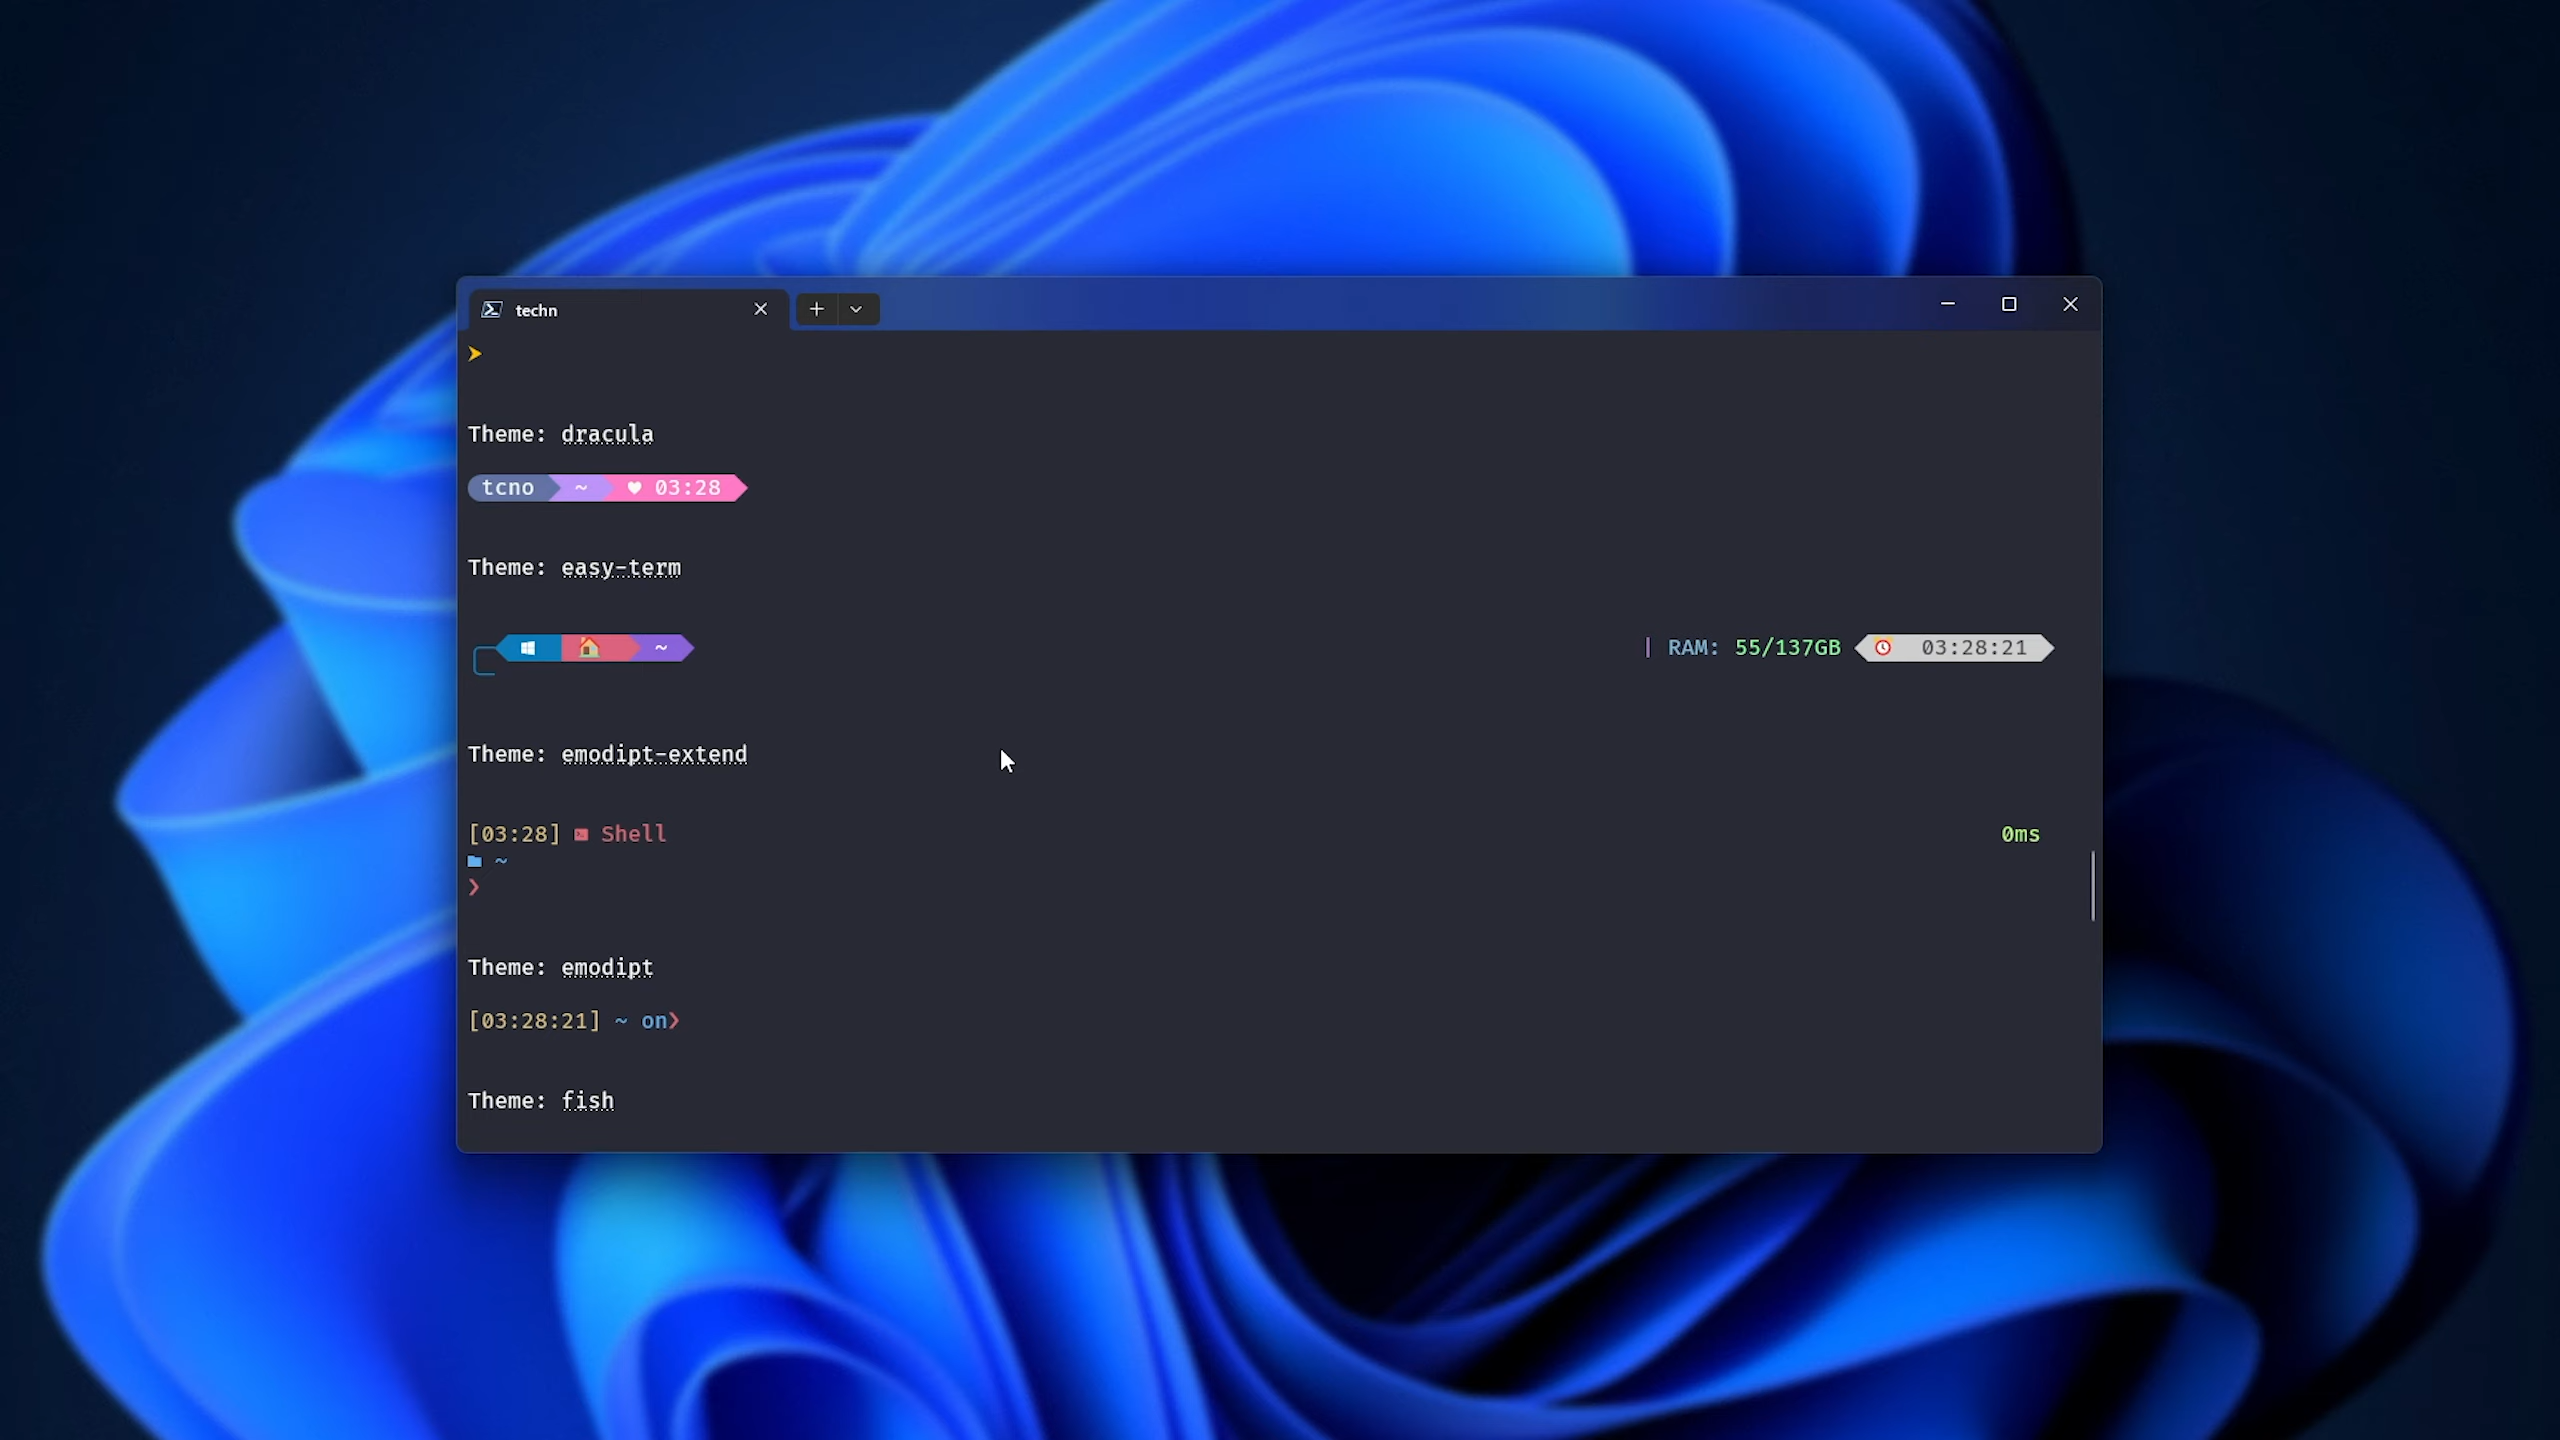 techn
Theme: dracula
tcno ~ ♥ 03:28
Theme: easy-term
~ | RAM: 55/137GB 03:28:21
Theme: emodipt-extend
[03:28] Shell 0ms
~
❯
Theme: emodipt
[03:28:21] ~ on❯
Theme: fish